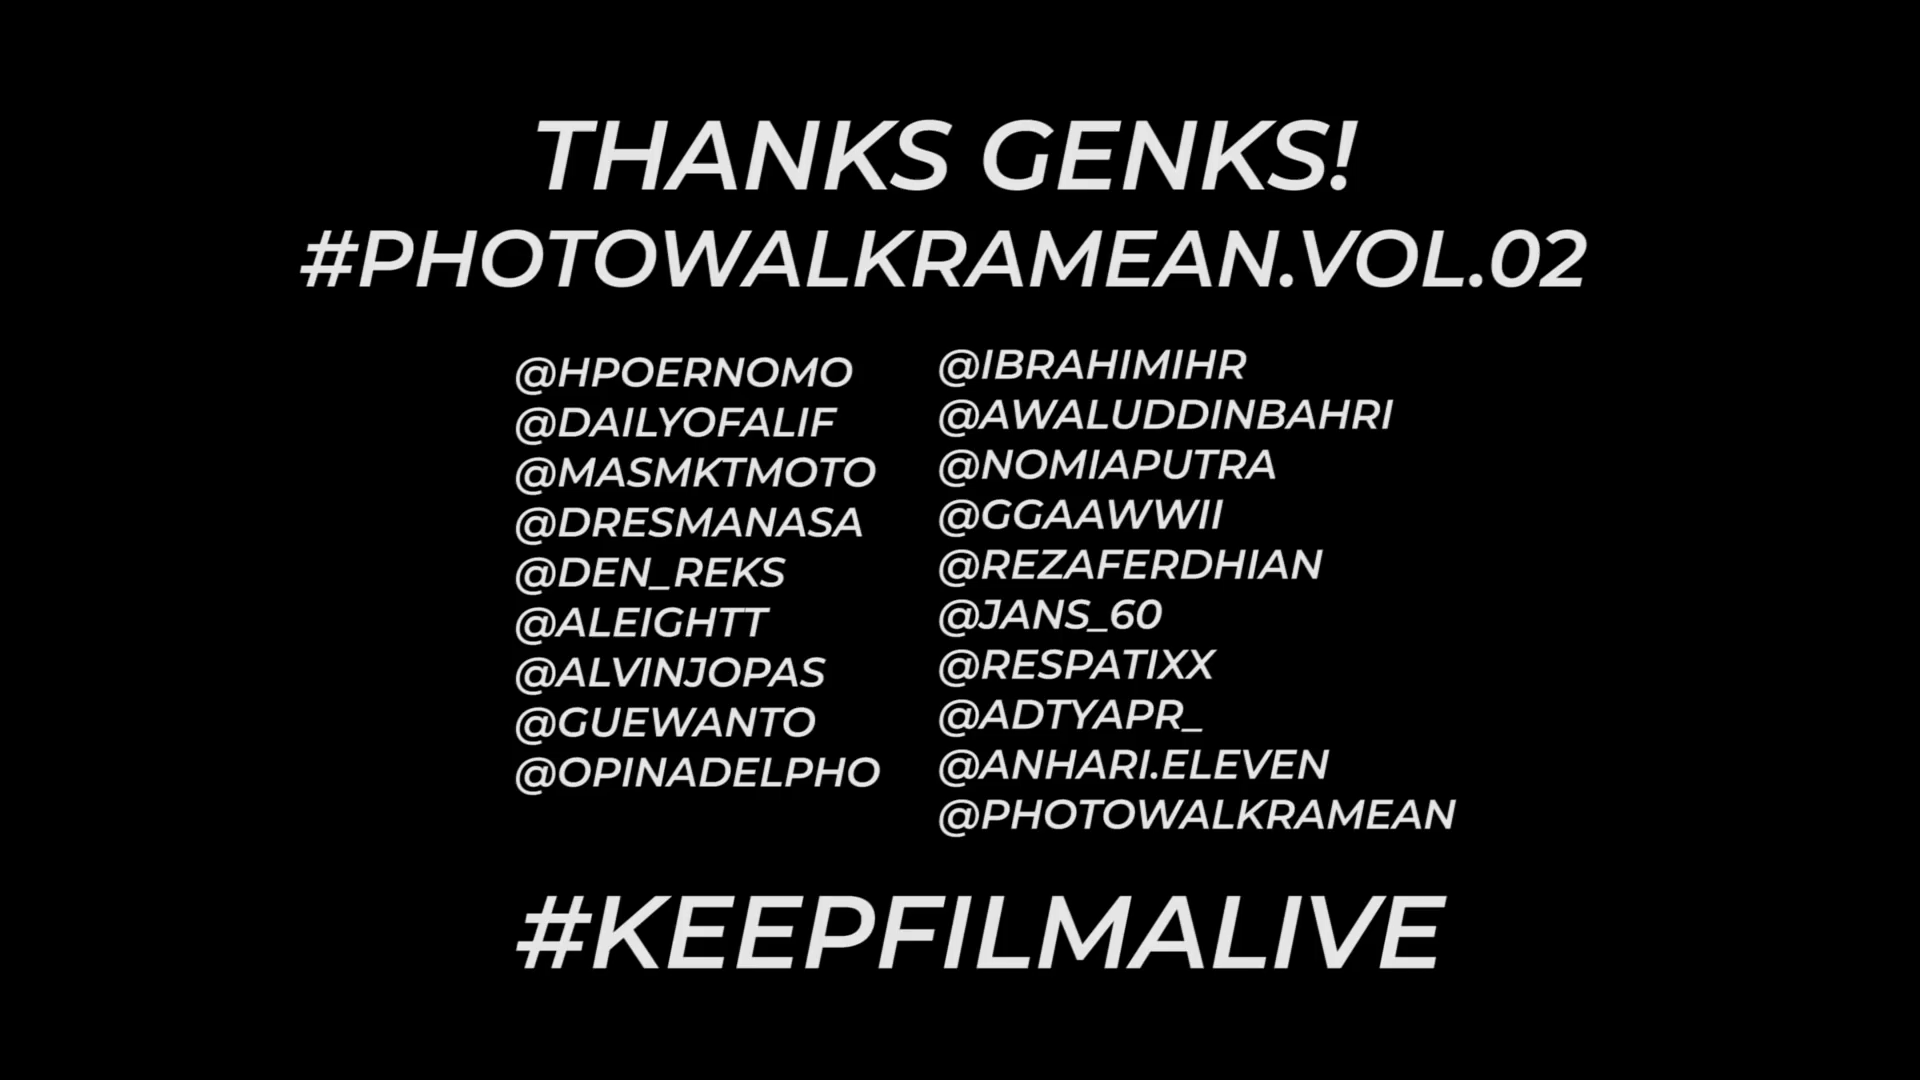 THANKS GENKS!
#PHOTOWALKRAMEAN.VOL.02
@HPOERNOMO
@DAILYOFALIF
@MASMKTMOTO
@DRESMANASA
@DEN_REKS
@ALEIGHTT
@ALVINJOPAS
@GUEWANTO
@OPINADELPHO
@IBRAHIMIHR
@AWALUDDINBAHRI
@NOMIAPUTRA
@GGAAWWII
@REZAFERDHIAN
@JANS_60
@RESPATIXX
@ADTYAPR_
@ANHARI.ELEVEN
@PHOTOWALKRAMEAN
#KEEPFILMALIVE